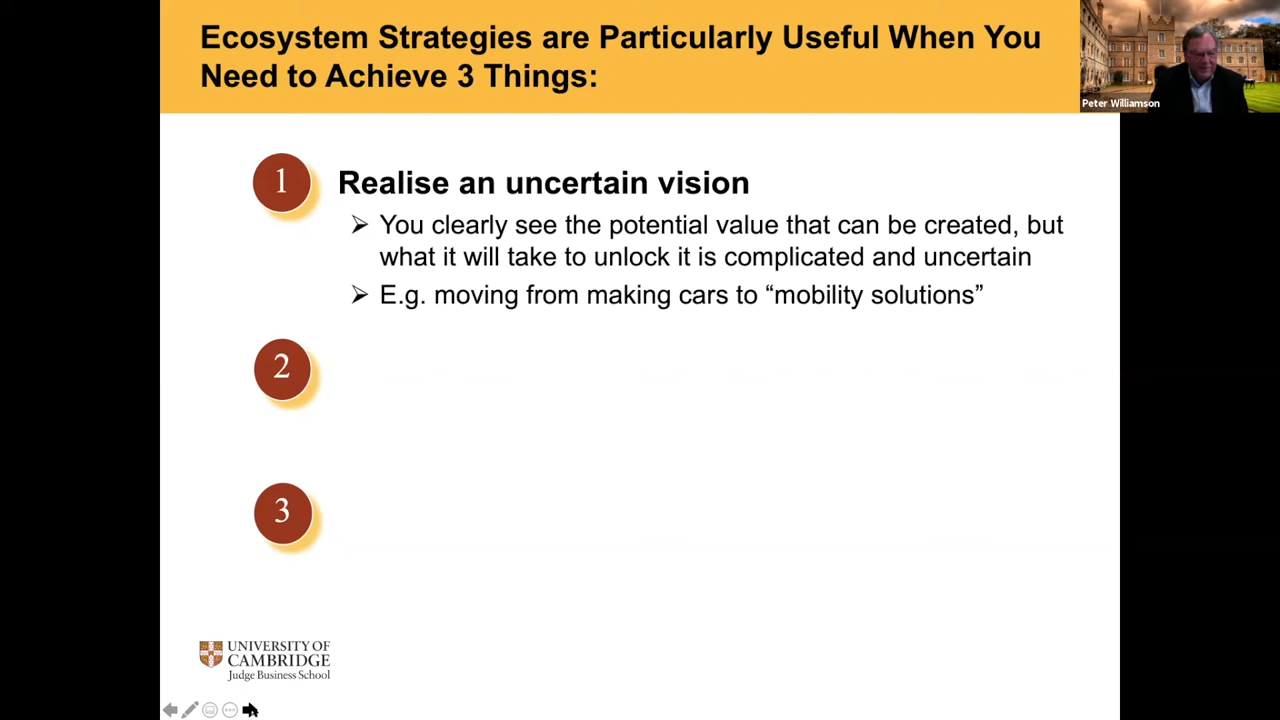 Ecosystem Strategies are Particularly Useful When You
Need to Achieve 3 Things:
Peter Williamson
1
Realise an uncertain vision
➢ You clearly see the potential value that can be created, but
what it will take to unlock it is complicated and uncertain
➢ E.g. moving from making cars to “mobility solutions”
2
3
UNIVERSITY OF
CAMBRIDGE
Judge Business School